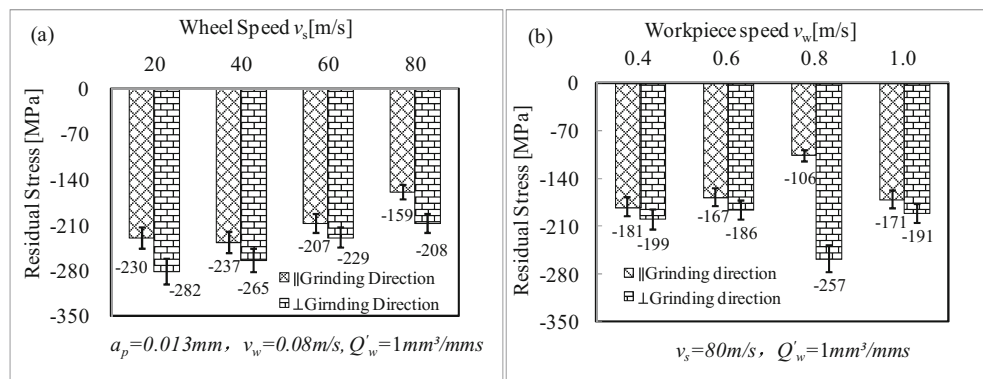 (a)
Wheel Speed vs[m/s]
20 40 60 80
Residual Stress [MPa]
0
-70
-140
-210
-280
-350
-230
-282
-237
-265
-207
-229
-159
-208
∥Grinding Direction
⊥Girnding Direction
ap=0.013mm，vw=0.08m/s, Q'w=1mm³/mms
(b)
Workpiece speed vw[m/s]
0.4 0.6 0.8 1.0
Residual Stress [MPa]
0
-70
-140
-210
-280
-350
-181
-199
-167
-186
-106
-257
-171
-191
∥Grinding direction
⊥Grinding direction
vs=80m/s，Q'w=1mm³/mms